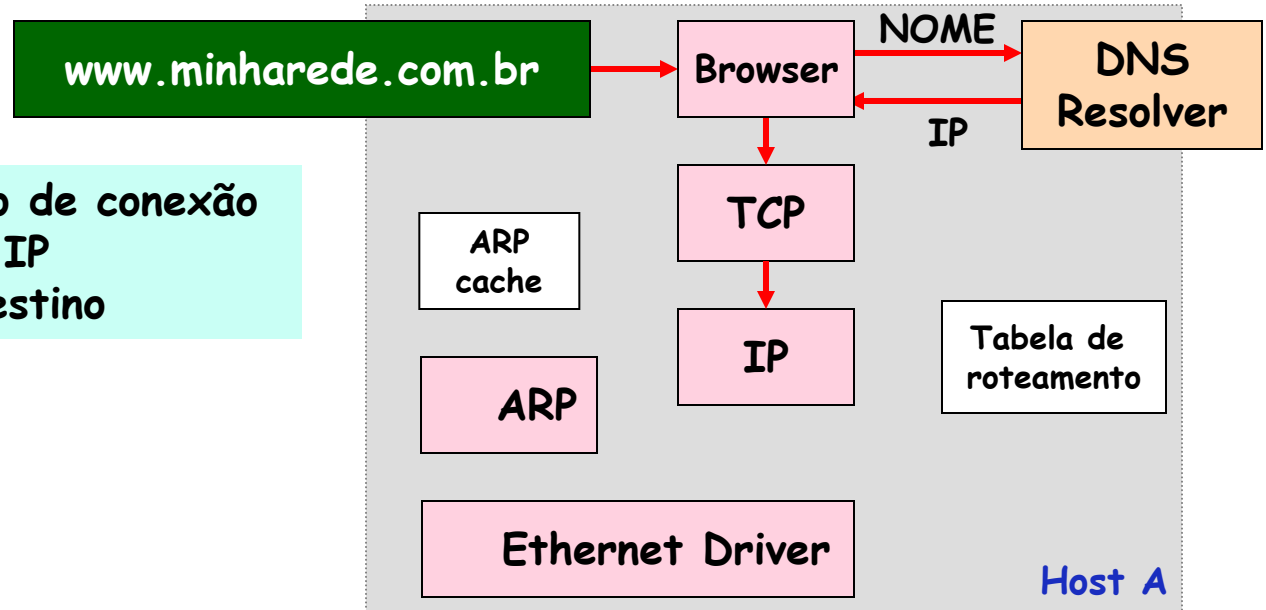 www.minharede.com.br
Browser
NOME
IP
DNS
Resolver
de conexão
IP
TCP
ARP
cache
IP
Tabela de
roteamento
ARP
Ethernet Driver
Host A